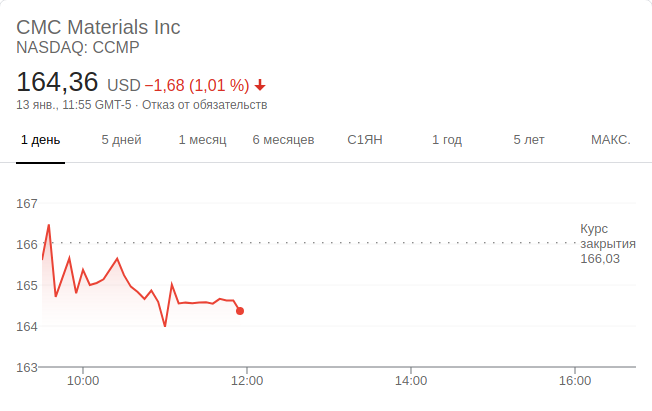 CMC Materials Inc
NASDAQ: CCMP
164,36 USD −1,68 (1,01 %)
13 янв., 11:55 GMT-5 · Отказ от обязательств
1 день 5 дней 1 месяц 6 месяцев С1ЯН 1 год 5 лет МАКС.
167
166
165
164
163
Курс
закрытия
166,03
10:00 12:00 14:00 16:00